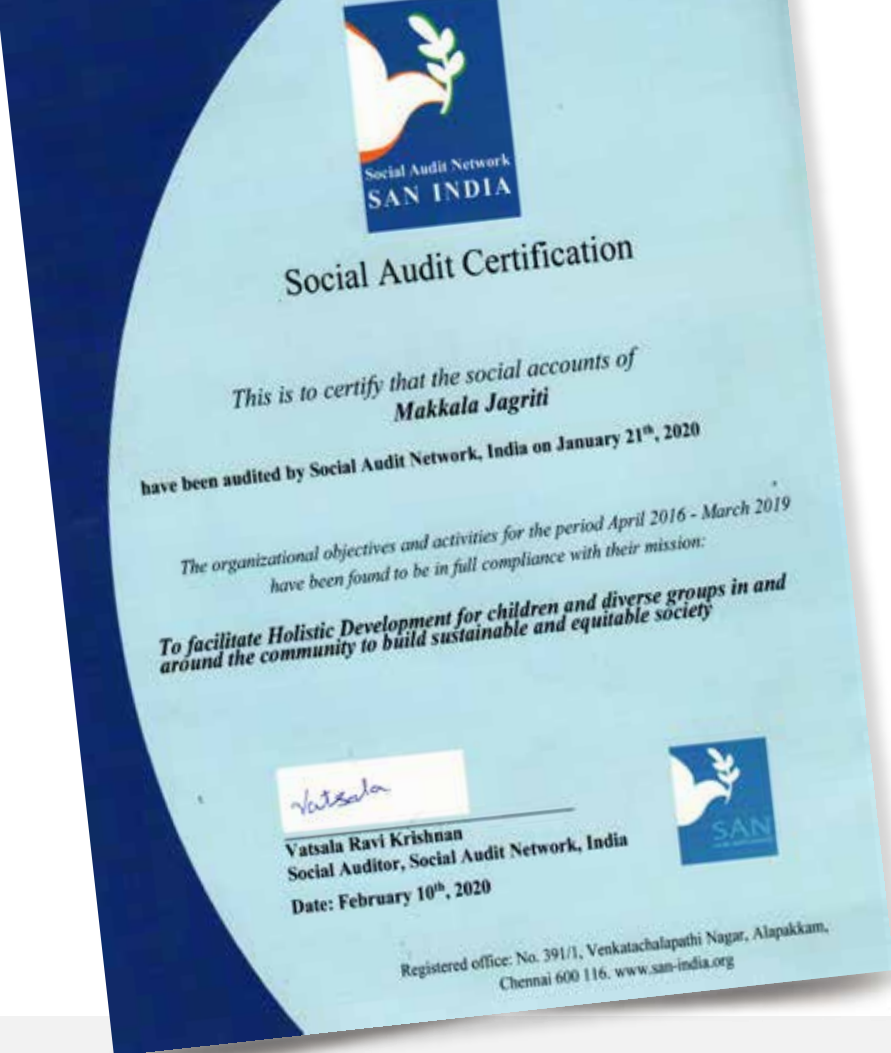 Social Audit Network
SAN INDIA
Social Audit Certification
This is to certify that the social accounts of
Makkala Jagriti
have been audited by Social Audit Network, India on January 21th, 2020
The organizational objectives and activities for the period April 2016 - March 2019
have been found to be in full compliance with their mission:
To facilitate Holistic Development for children and diverse groups in and
around the community to build sustainable and equitable society
Vatsala
SAN
Vatsala Ravi Krishnan
Social Auditor, Social Audit Network, India
Date: February 10th, 2020
Registered office: No. 391/1, Venkatachalapathi Nagar, Alapakkam,
Chennai 600 116. www.san-india.org